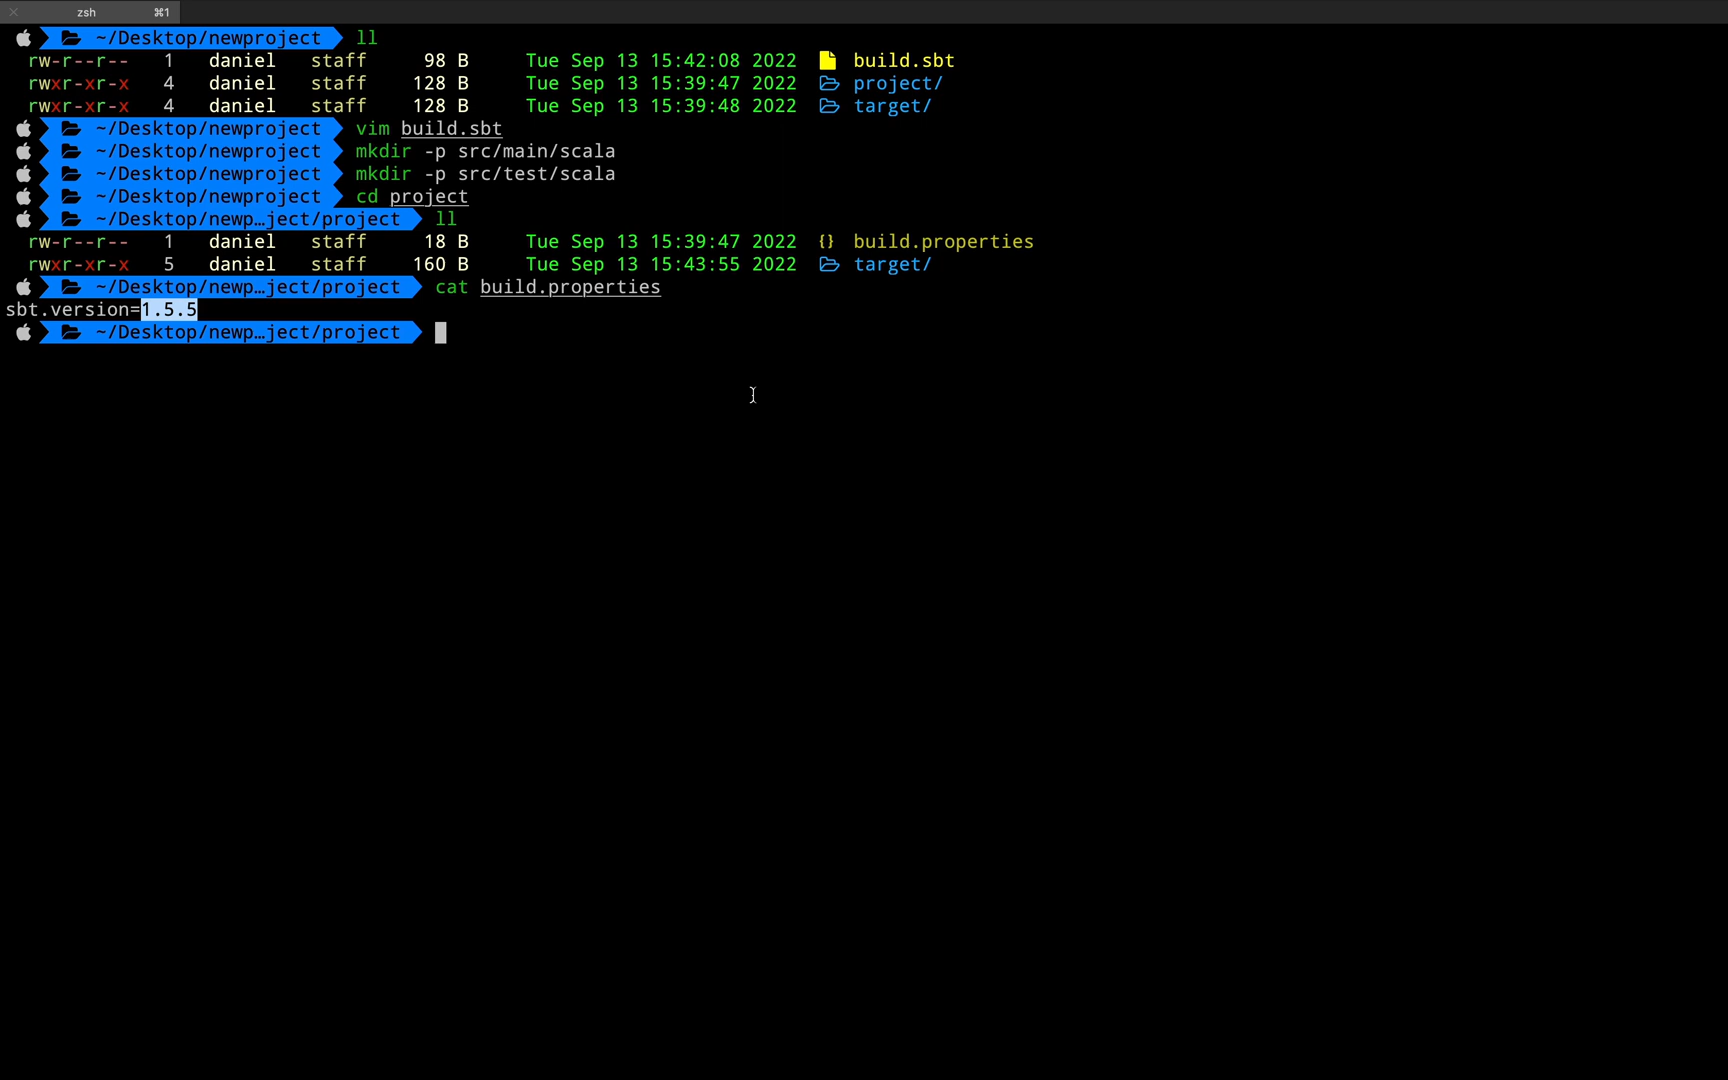 zsh ⌘1
~/Desktop/newproject ll
rw-r--r-- 1 daniel staff 98 B Tue Sep 13 15:42:08 2022 build.sbt
rwxr-xr-x 4 daniel staff 128 B Tue Sep 13 15:39:47 2022 project/
rwxr-xr-x 4 daniel staff 128 B Tue Sep 13 15:39:48 2022 target/
~/Desktop/newproject vim build.sbt
~/Desktop/newproject mkdir -p src/main/scala
~/Desktop/newproject mkdir -p src/test/scala
~/Desktop/newproject cd project
~/Desktop/newp…ject/project ll
rw-r--r-- 1 daniel staff 18 B Tue Sep 13 15:39:47 2022 {} build.properties
rwxr-xr-x 5 daniel staff 160 B Tue Sep 13 15:43:55 2022 target/
~/Desktop/newp…ject/project cat build.properties
sbt.version=1.5.5
~/Desktop/newp…ject/project